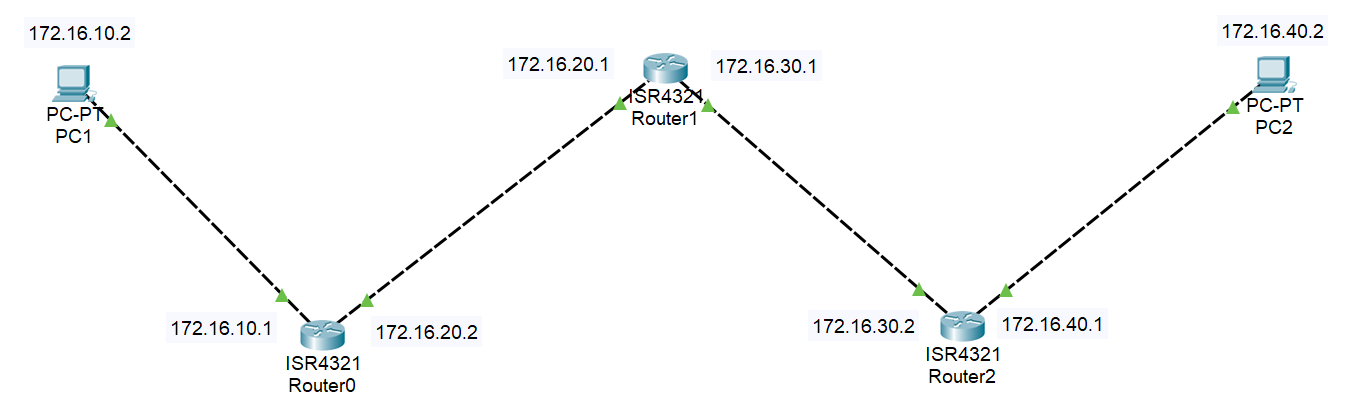 172.16.10.2
PC-PT
PC1
172.16.10.1
ISR4321
Router0
172.16.20.2
172.16.20.1
ISR4321
Router1
172.16.30.1
172.16.30.2
ISR4321
Router2
172.16.40.1
172.16.40.2
PC-PT
PC2